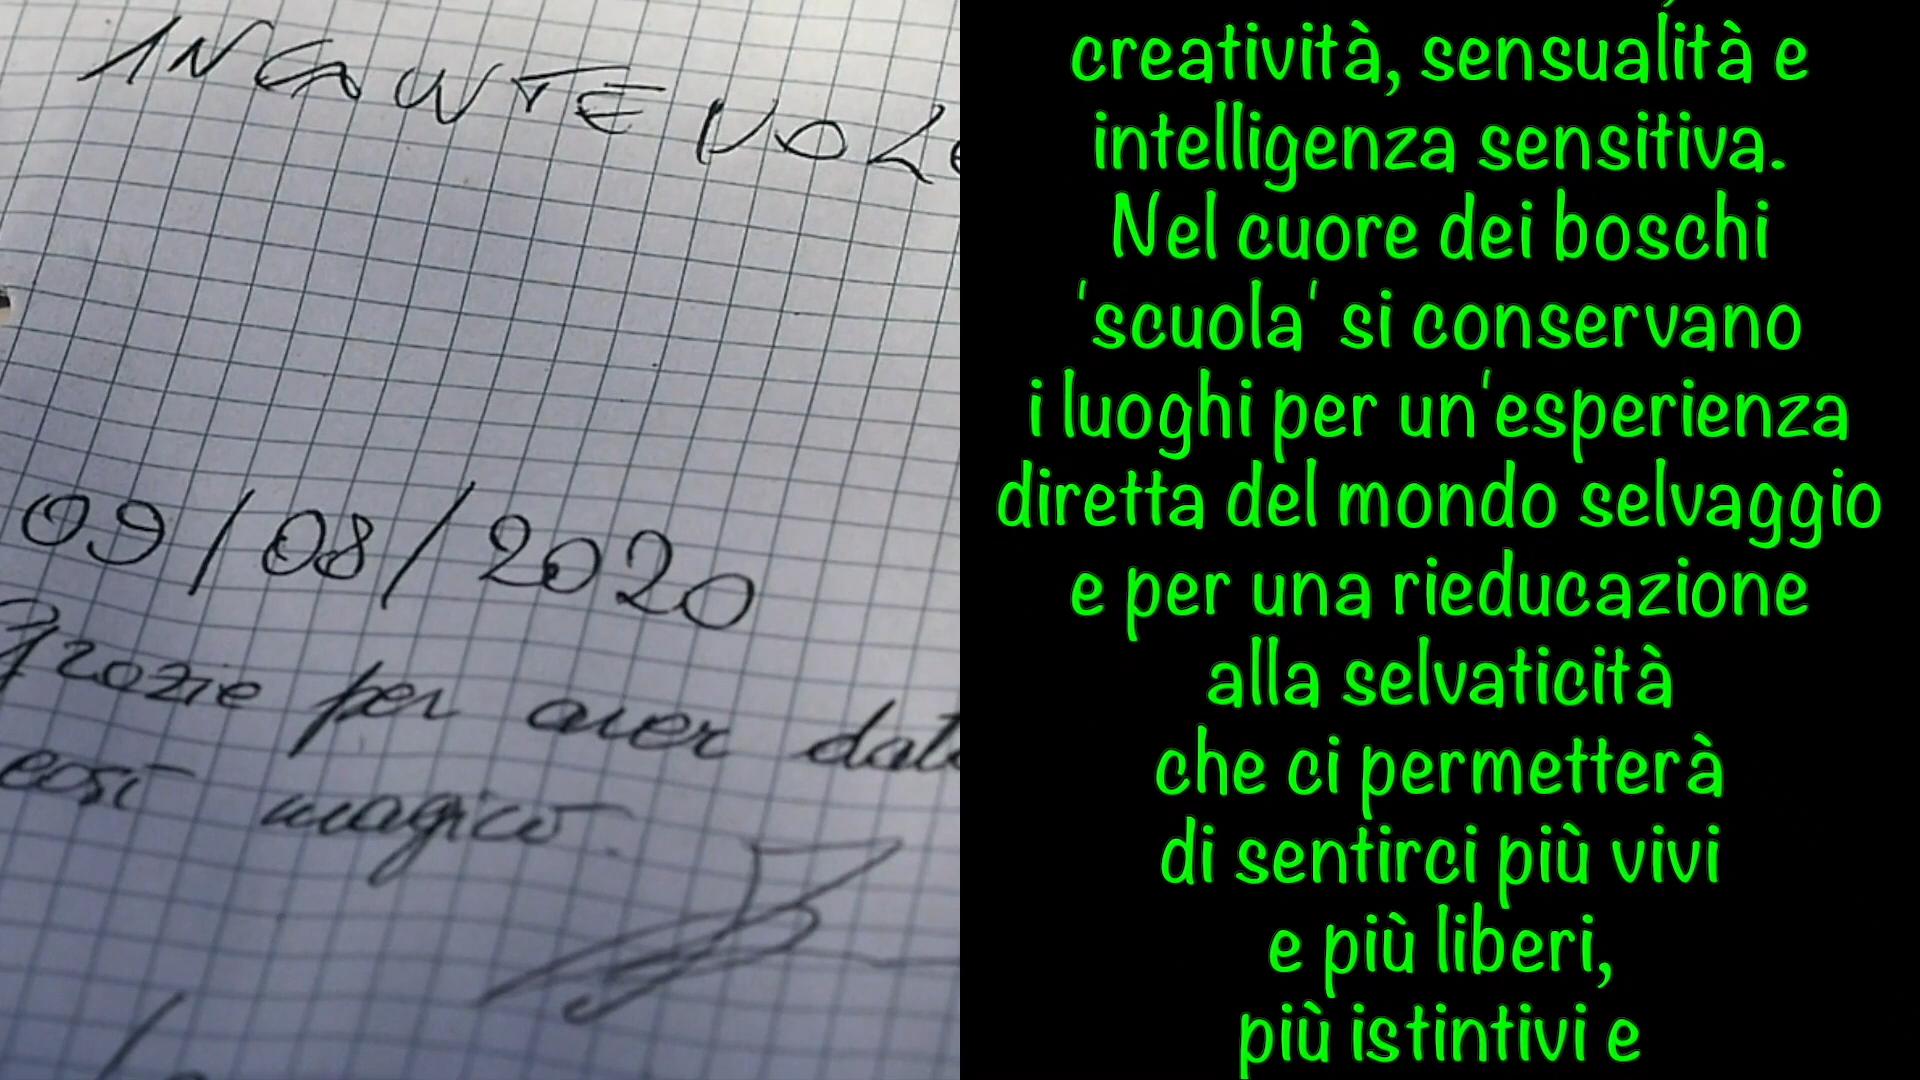 INCANTEVOLE
09/08/2020
Grazie per aver dato
così magico.
creatività, sensualità e
intelligenza sensitiva.
Nel cuore dei boschi
'scuola' si conservano
i luoghi per un'esperienza
diretta del mondo selvaggio
e per una rieducazione
alla selvaticità
che ci permetterà
di sentirci più vivi
e più liberi,
più istintivi e